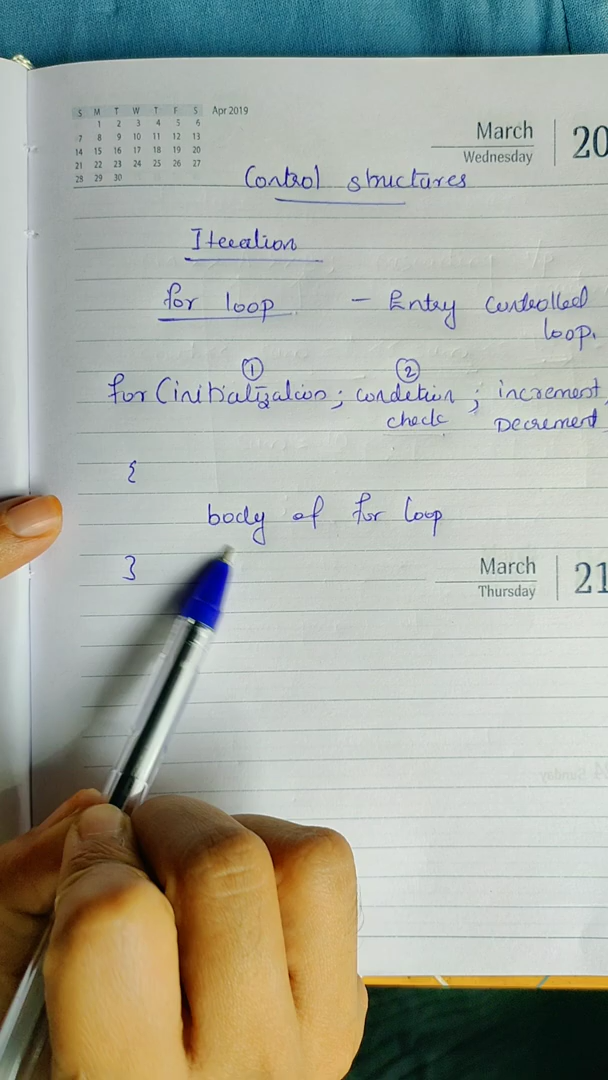 S M T W T F S Apr 2019
1 2 3 4 5 6
7 8 9 10 11 12 13
14 15 16 17 18 19 20
21 22 23 24 25 26 27
28 29 30
March 20
Wednesday
Control structures
Iteration
for loop - Entry controlled
loop.
① ②
for (initialization; condition; increment,
check Decrement
{
body of for loop
}
March 21
Thursday
Sunday